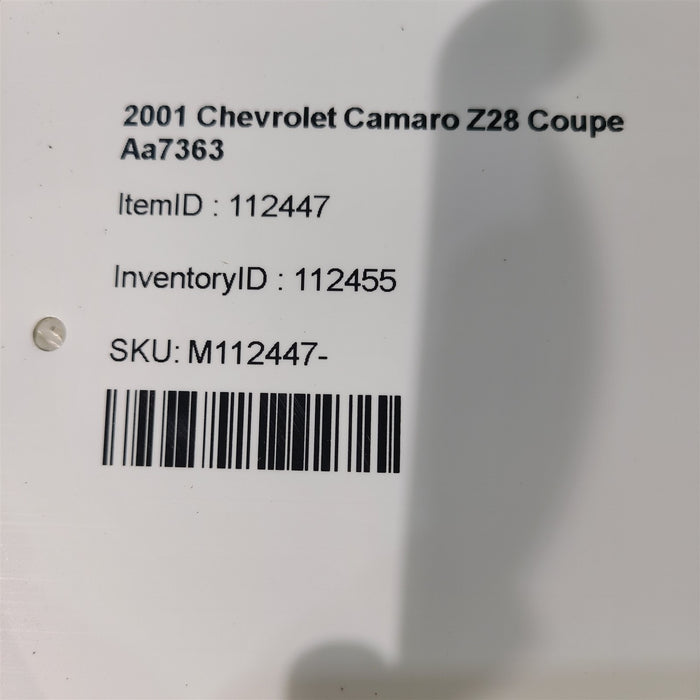 2001 Chevrolet Camaro Z28 Coupe
Aa7363
ItemID : 112447
InventoryID : 112455
SKU: M112447-